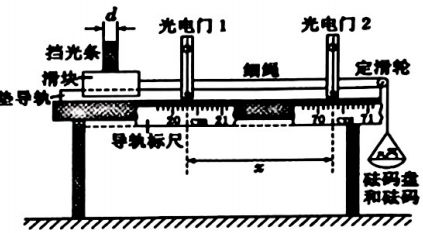 d
光电门1
光电门2
挡光条
滑块
细绳
定滑轮
垫导轨
20 cm 21
70 cm 71
导轨标尺
x
砝码盘
和砝码